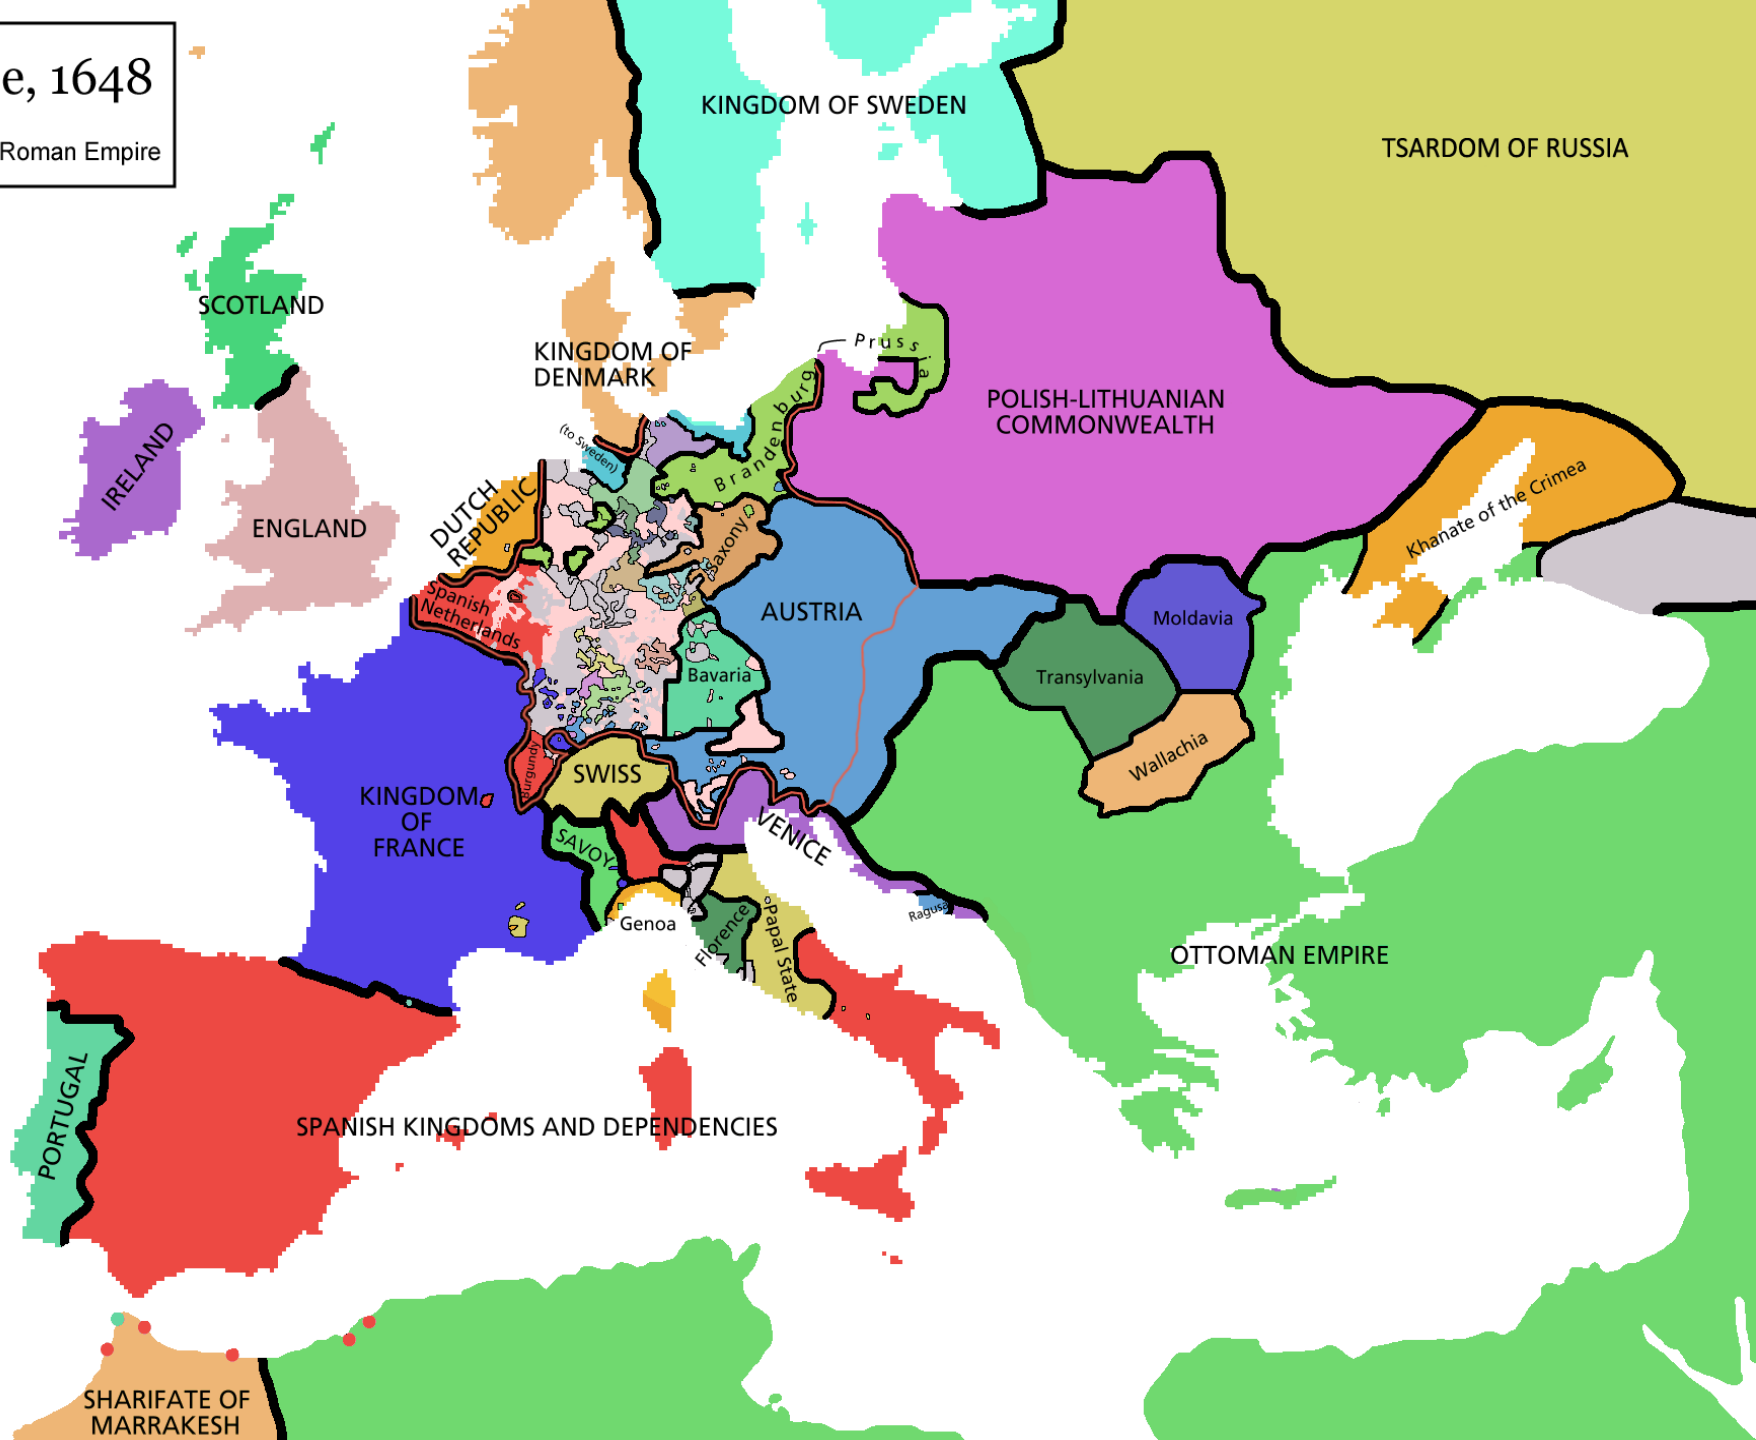 e, 1648
Roman Empire
KINGDOM OF SWEDEN
TSARDOM OF RUSSIA
SCOTLAND
KINGDOM OF
DENMARK
Prussia
POLISH-LITHUANIAN
COMMONWEALTH
IRELAND
ENGLAND
DUTCH
REPUBLIC
(to Sweden)
Brandenburg
Saxony
Khanate of the Crimea
Spanish
Netherlands
AUSTRIA
Moldavia
Bavaria
Transylvania
Wallachia
Burgundy
SWISS
KINGDOM
OF
FRANCE
SAVOY
VENICE
Genoa
Florence
Papal State
Ragusa
OTTOMAN EMPIRE
PORTUGAL
SPANISH KINGDOMS AND DEPENDENCIES
SHARIFATE OF
MARRAKESH